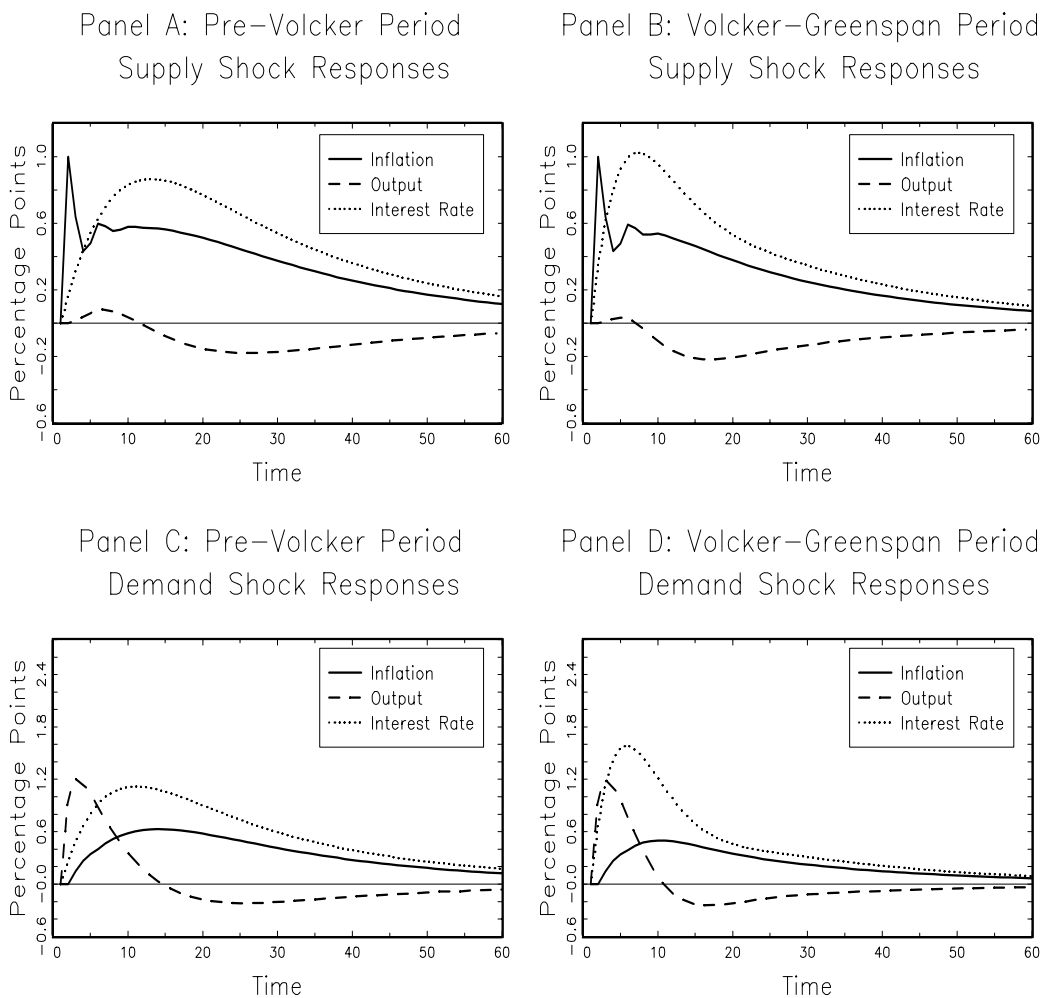 Panel A: Pre-Volcker Period
Supply Shock Responses
Percentage Points
1.0
0.6
0.2
-0.2
-0.6
Inflation
Output
Interest Rate
0 10 20 30 40 50 60
Time
Panel B: Volcker-Greenspan Period
Supply Shock Responses
Percentage Points
1.0
0.6
0.2
-0.2
-0.6
Inflation
Output
Interest Rate
0 10 20 30 40 50 60
Time
Panel C: Pre-Volcker Period
Demand Shock Responses
Percentage Points
2.4
1.8
1.2
0.6
-0.0
-0.6
Inflation
Output
Interest Rate
0 10 20 30 40 50 60
Time
Panel D: Volcker-Greenspan Period
Demand Shock Responses
Percentage Points
2.4
1.8
1.2
0.6
-0.0
-0.6
Inflation
Output
Interest Rate
0 10 20 30 40 50 60
Time